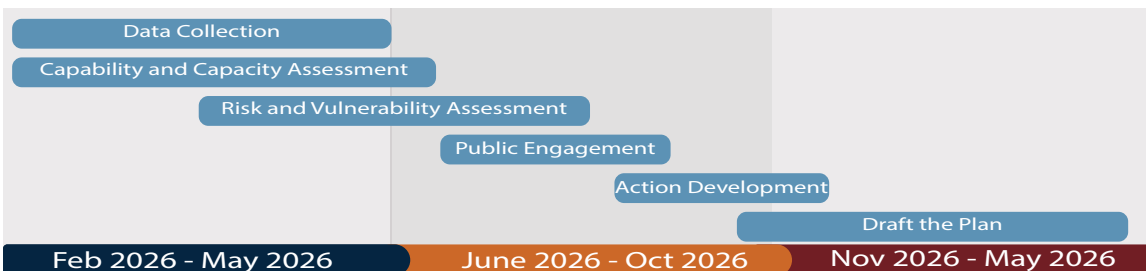 Data Collection
Capability and Capacity Assessment
Risk and Vulnerability Assessment
Public Engagement
Action Development
Draft the Plan
Feb 2026 - May 2026
June 2026 - Oct 2026
Nov 2026 - May 2026